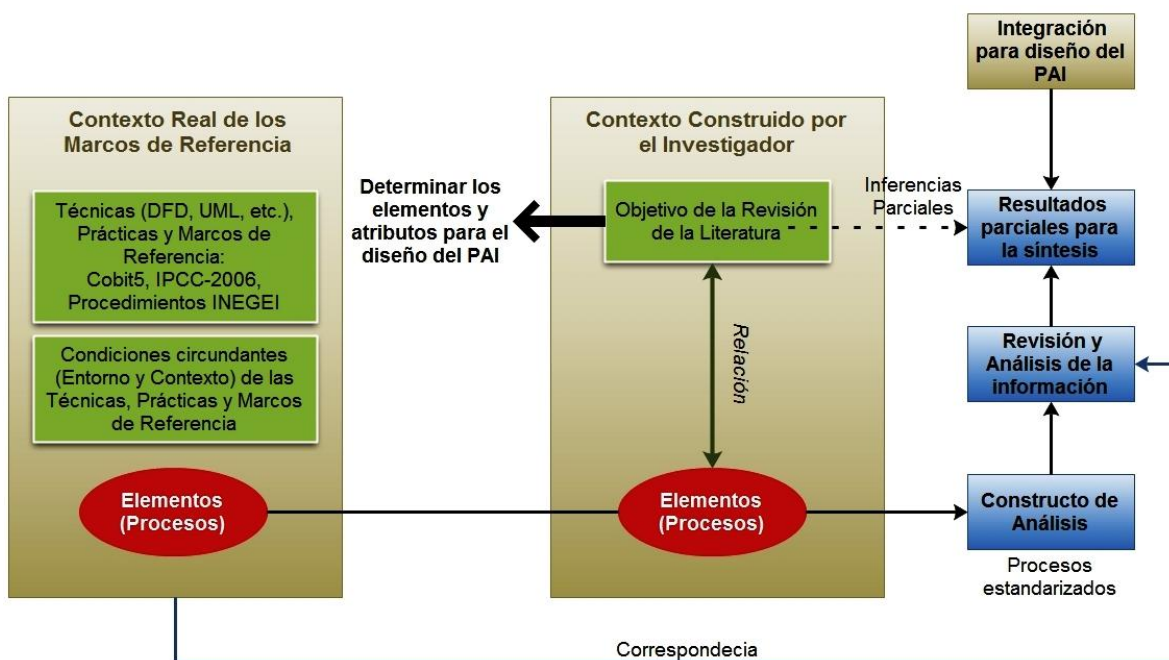 Contexto Real de los
Marcos de Referencia
Técnicas (DFD, UML, etc.),
Prácticas y Marcos de
Referencia:
Cobit5, IPCC-2006,
Procedimientos INEGEI
Condiciones circundantes
(Entorno y Contexto) de las
Técnicas, Prácticas y Marcos
de Referencia
Elementos
(Procesos)
Determinar los
elementos y
atributos para el
diseño del PAI
Contexto Construido por
el Investigador
Objetivo de la Revisión
de la Literatura
Relación
Elementos
(Procesos)
Inferencias
Parciales
Integración
para diseño del
PAI
Resultados
parciales para
la síntesis
Revisión y
Análisis de la
información
Constructo de
Análisis
Procesos
estandarizados
Correspondecia